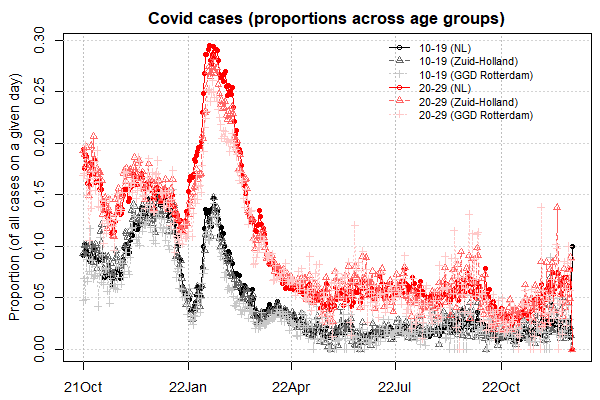 Covid cases (proportions across age groups)
Proportion (of all cases on a given day)
0.30
0.25
0.20
0.15
0.10
0.05
0.00
10-19 (NL)
10-19 (Zuid-Holland)
10-19 (GGD Rotterdam)
20-29 (NL)
20-29 (Zuid-Holland)
20-29 (GGD Rotterdam)
21Oct 22Jan 22Apr 22Jul 22Oct